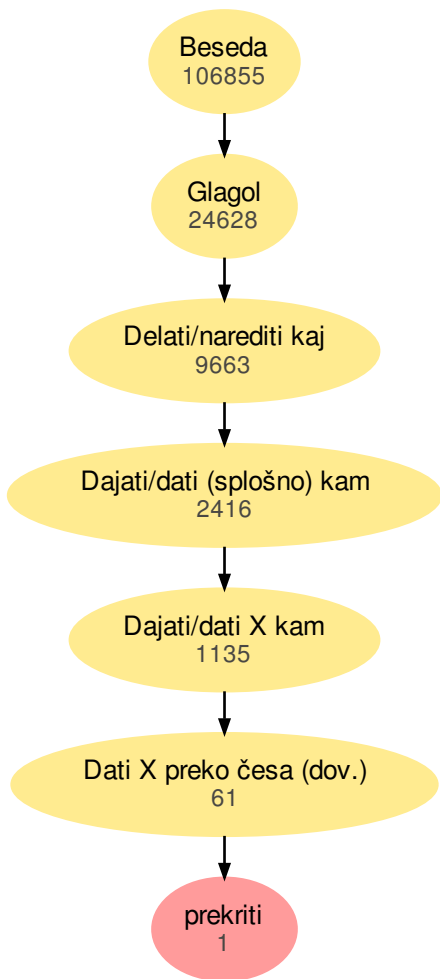 Beseda
106855
Glagol
24628
Delati/narediti kaj
9663
Dajati/dati (splošno) kam
2416
Dajati/dati X kam
1135
Dati X preko česa (dov.)
61
prekriti
1